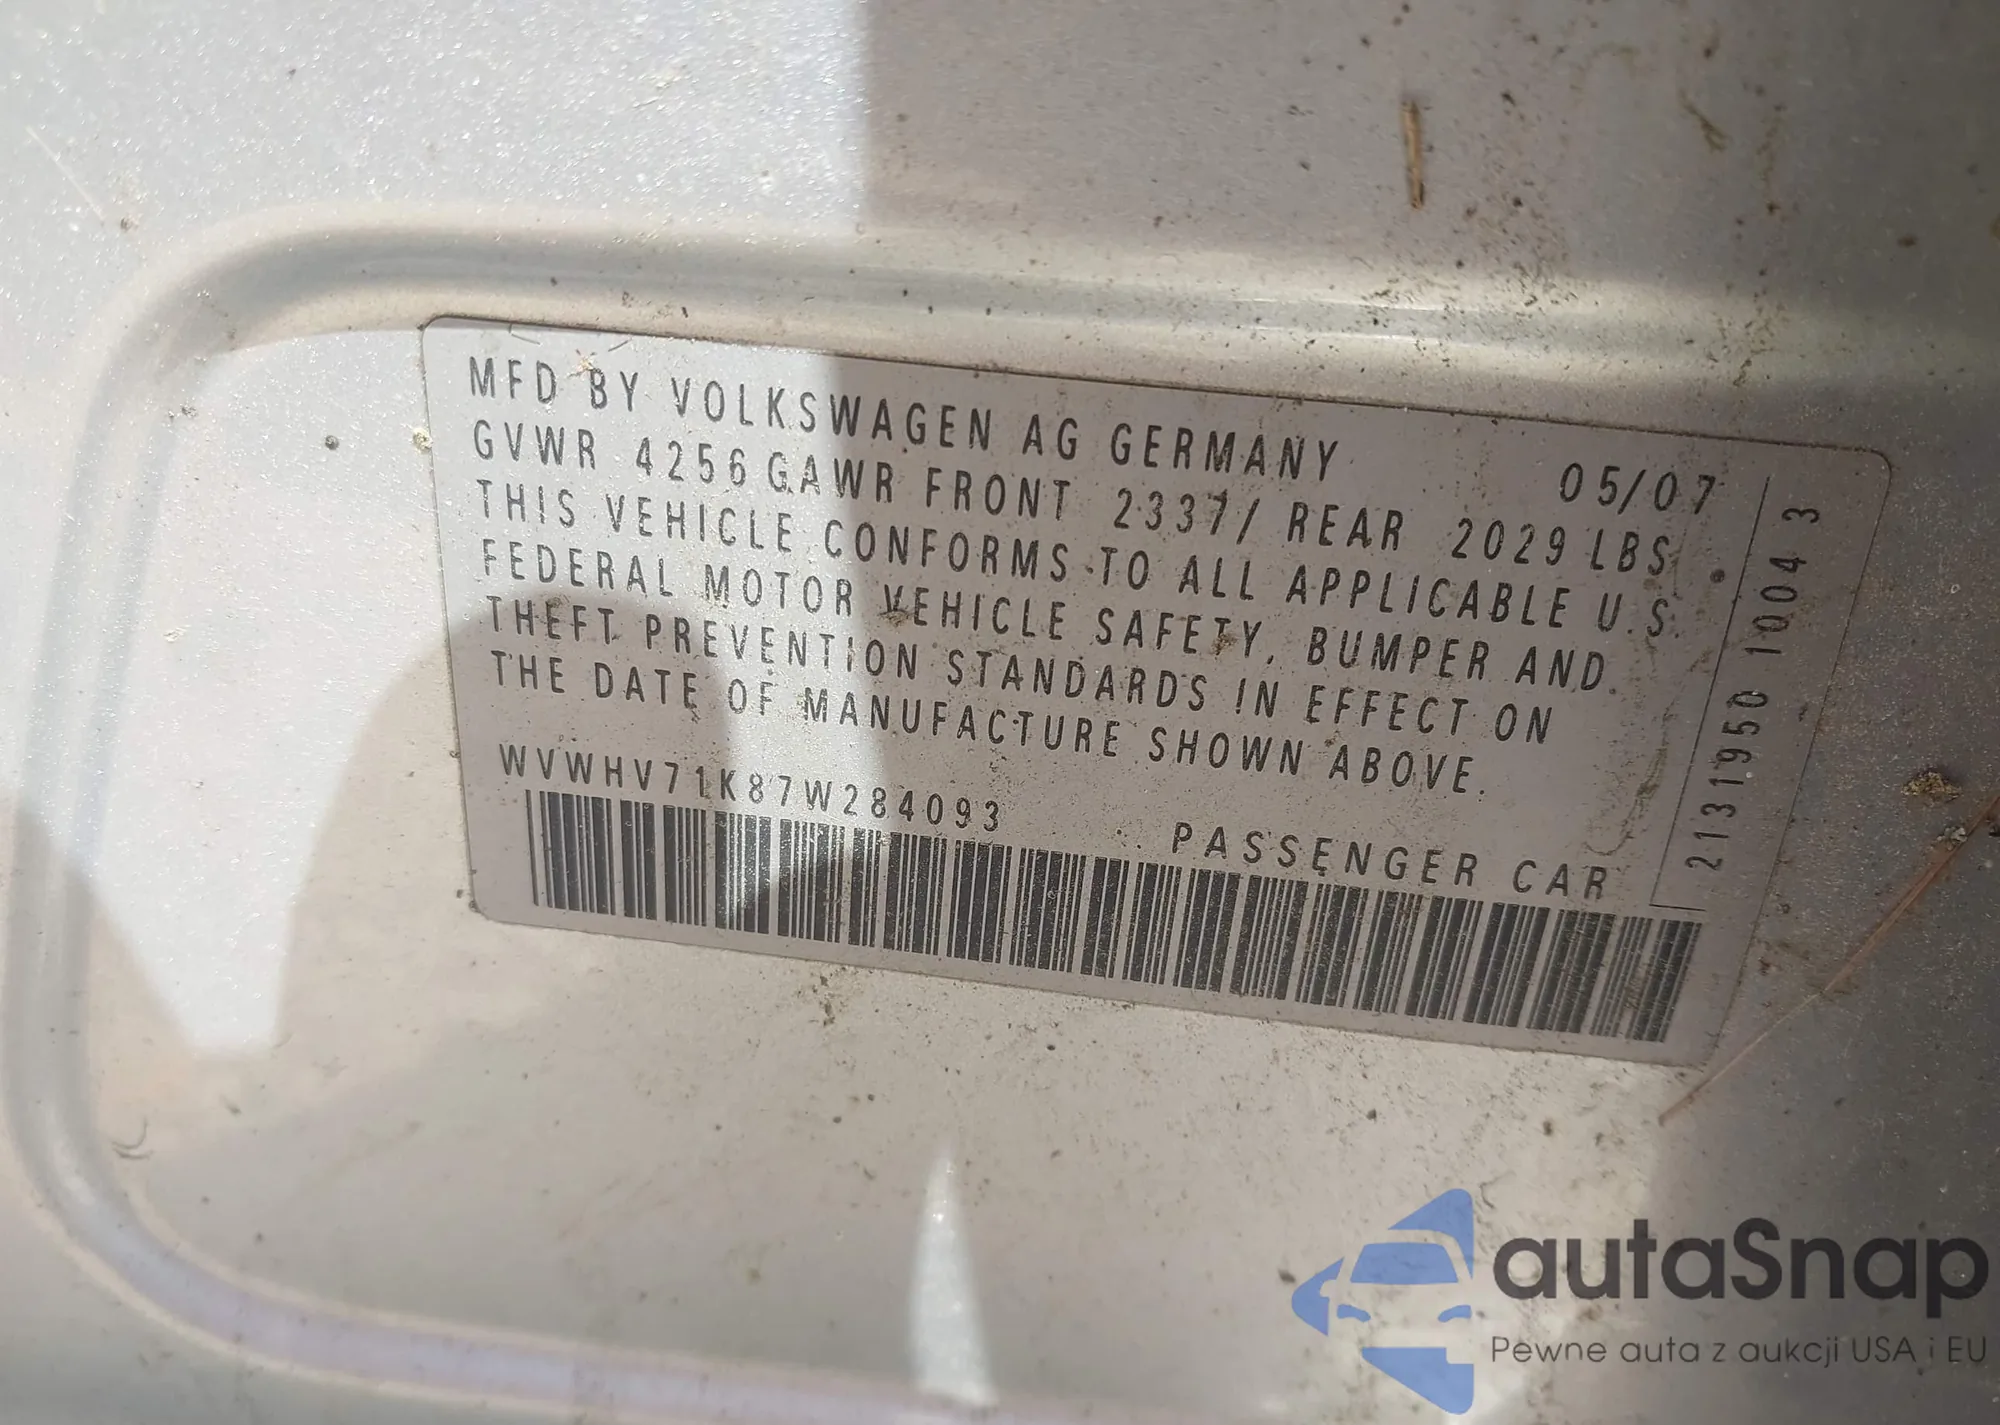 MFD BY VOLKSWAGEN AG GERMANY 05/07
GVWR 4256 GAWR FRONT 2337/ REAR 2029 LBS
THIS VEHICLE CONFORMS TO ALL APPLICABLE U.S.
FEDERAL MOTOR VEHICLE SAFETY, BUMPER AND
THEFT PREVENTION STANDARDS IN EFFECT ON
THE DATE OF MANUFACTURE SHOWN ABOVE.
WVWHV71K87W284093
PASSENGER CAR
2131950 1004 3
autaSnap
Pewne auta z aukcji USA i EU